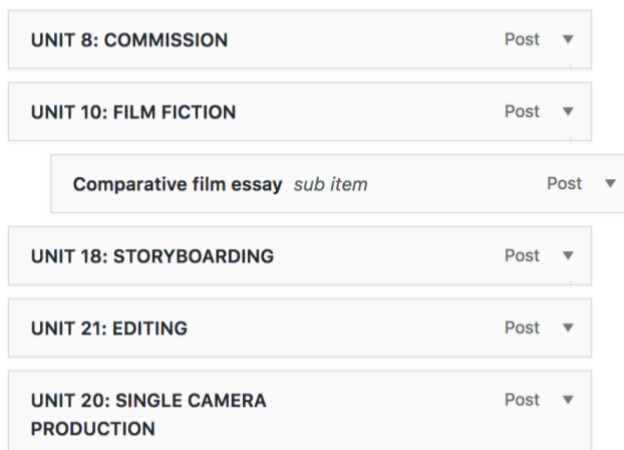 UNIT 8: COMMISSION Post
UNIT 10: FILM FICTION Post
Comparative film essay sub item Post
UNIT 18: STORYBOARDING Post
UNIT 21: EDITING Post
UNIT 20: SINGLE CAMERA Post
PRODUCTION